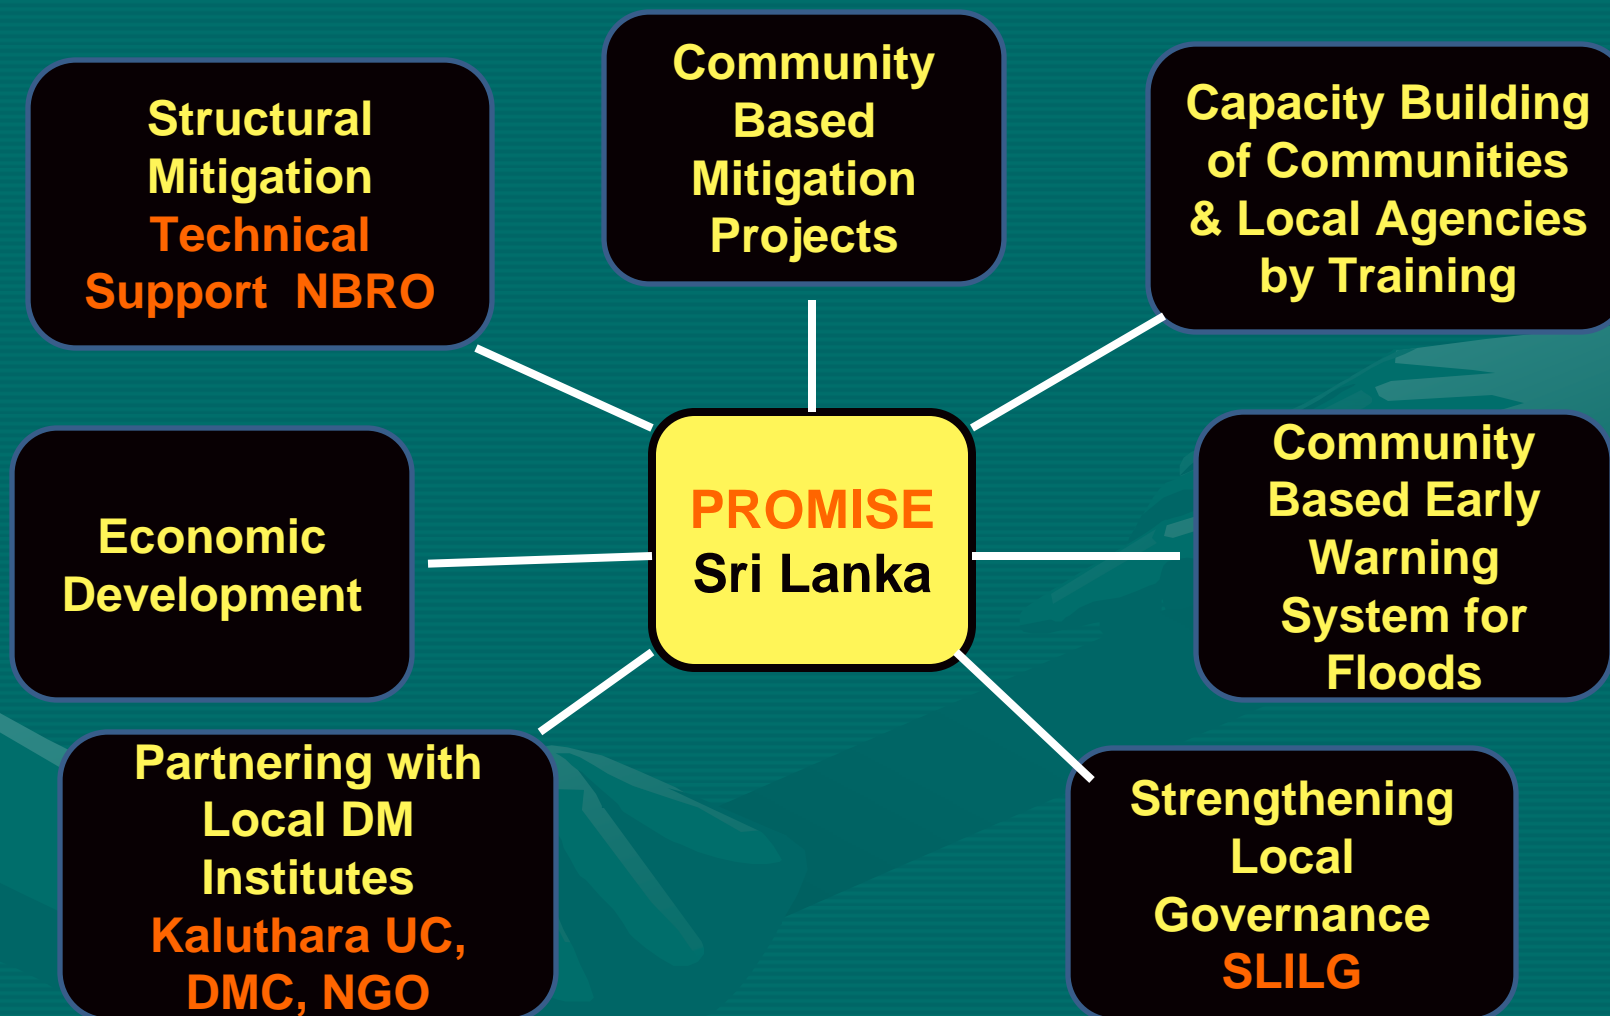 Structural
Mitigation
Technical
Support NBRO
Community
Based
Mitigation
Projects
Capacity Building
of Communities
& Local Agencies
by Training
Economic
Development
PROMISE
Sri Lanka
Community
Based Early
Warning
System for
Floods
Partnering with
Local DM
Institutes
Kaluthara UC,
DMC, NGO
Strengthening
Local
Governance
SLILG